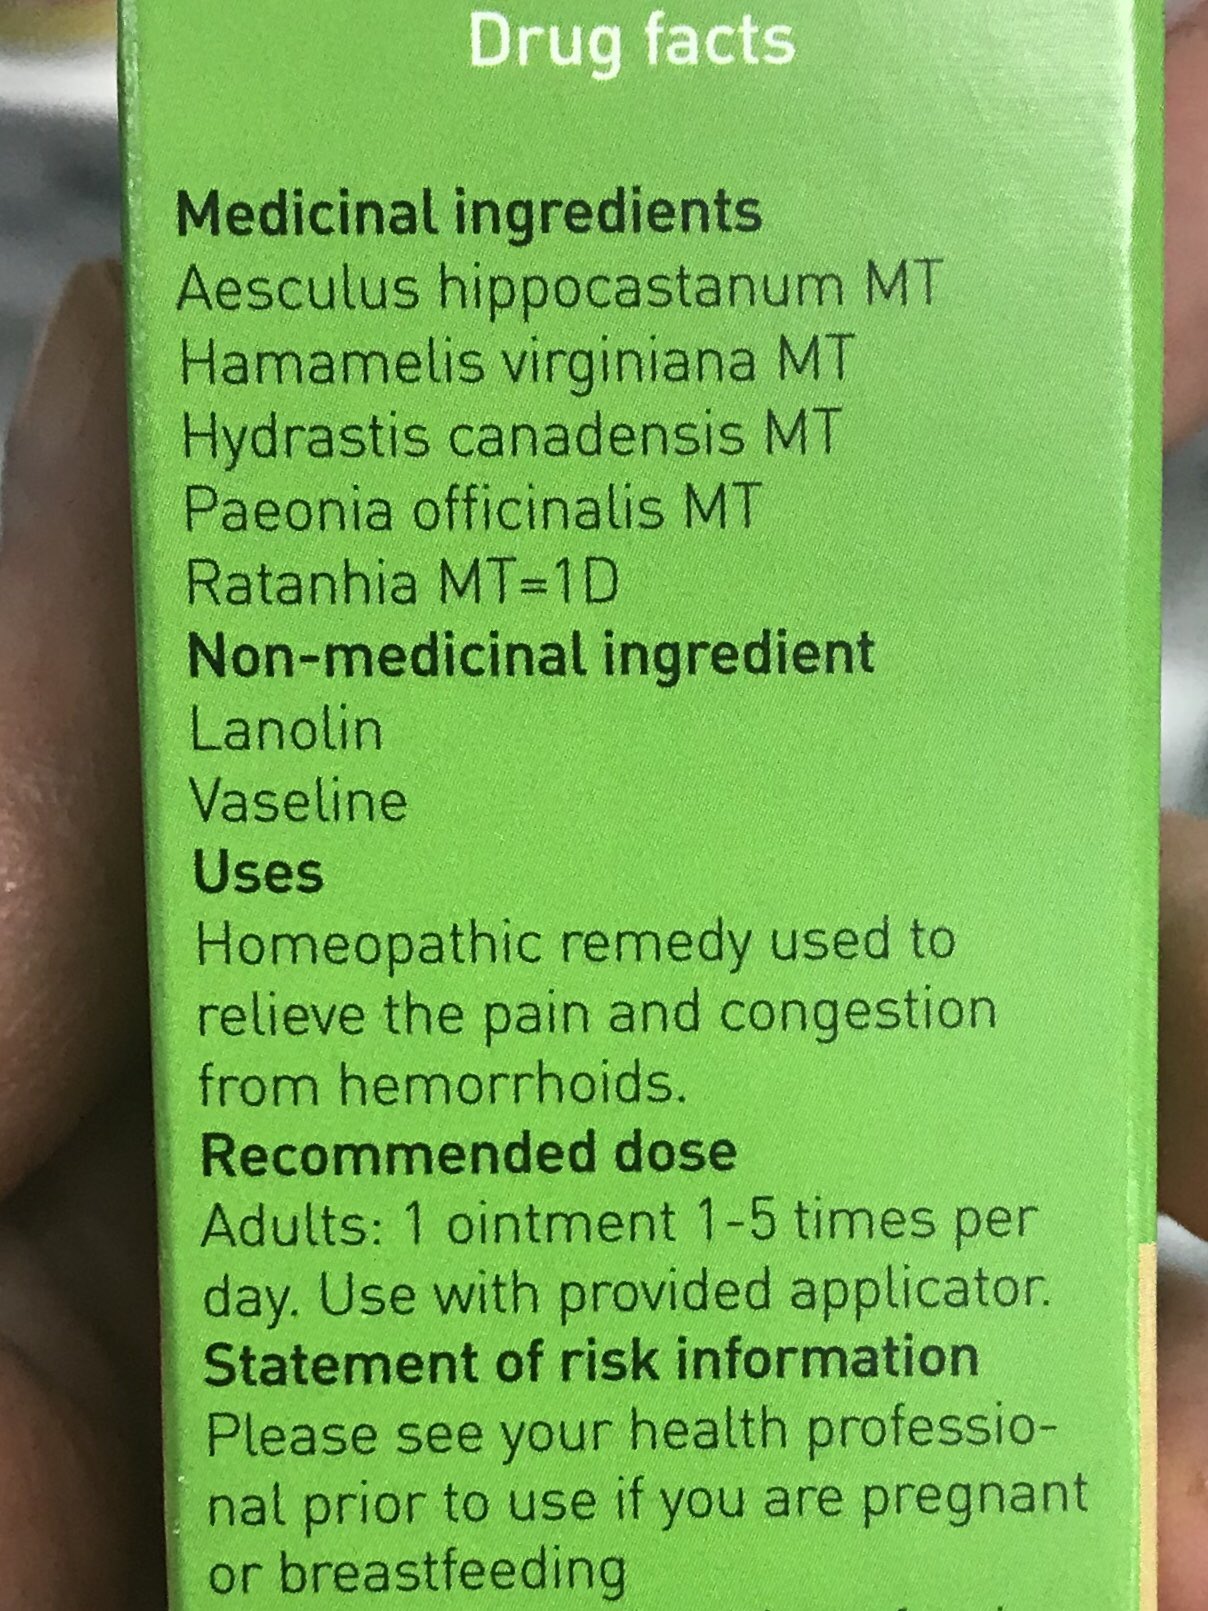 Drug facts
Medicinal ingredients
Aesculus hippocastanum MT
Hamamelis virginiana MT
Hydrastis canadensis MT
Paeonia officinalis MT
Ratanhia MT=1D
Non-medicinal ingredient
Lanolin
Vaseline
Uses
Homeopathic remedy used to
relieve the pain and congestion
from hemorrhoids.
Recommended dose
Adults: 1 ointment 1-5 times per
day. Use with provided applicator.
Statement of risk information
Please see your health professio-
nal prior to use if you are pregnant
or breastfeeding